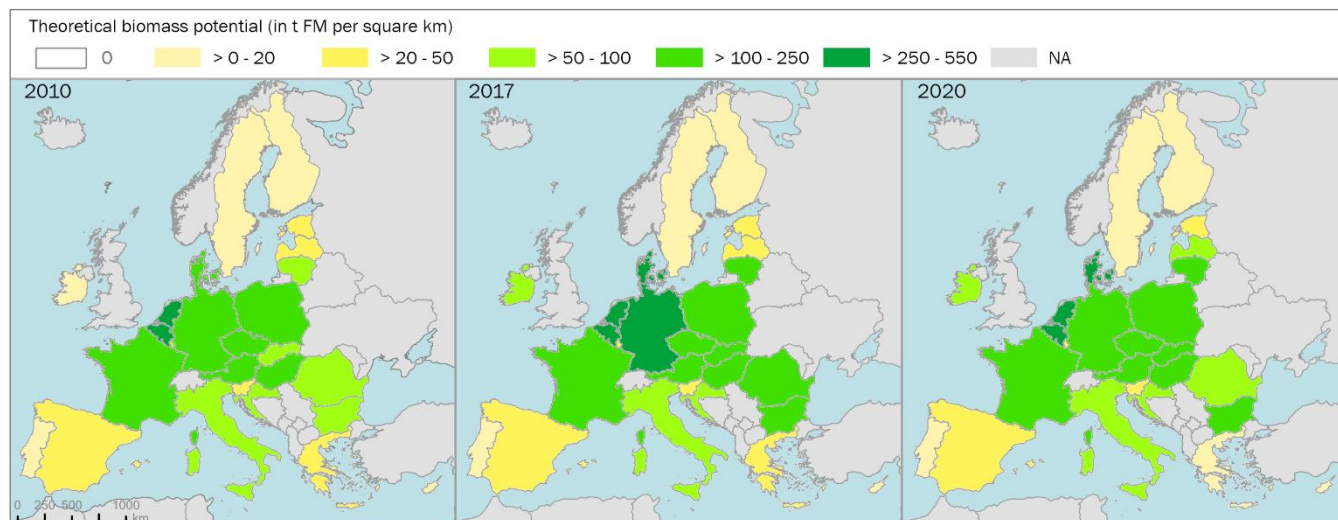 Theoretical biomass potential (in t FM per square km)
0 > 0 - 20 > 20 - 50 > 50 - 100 > 100 - 250 > 250 - 550 NA
2010 2017 2020
0 250 500 1000
km